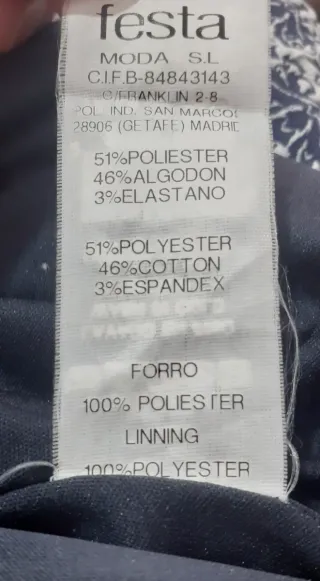 festa
MODA S.L
C.I.F.B-84843143
C/FRANKLIN 2-8
POL. IND. SAN MARCOS
28906 (GETAFE) MADRID
51%POLIESTER
46%ALGODON
3%ELASTANO
51%POLYESTER
46%COTTON
3%ESPANDEX
FORRO
100% POLIESTER
LINNING
100%POLYESTER